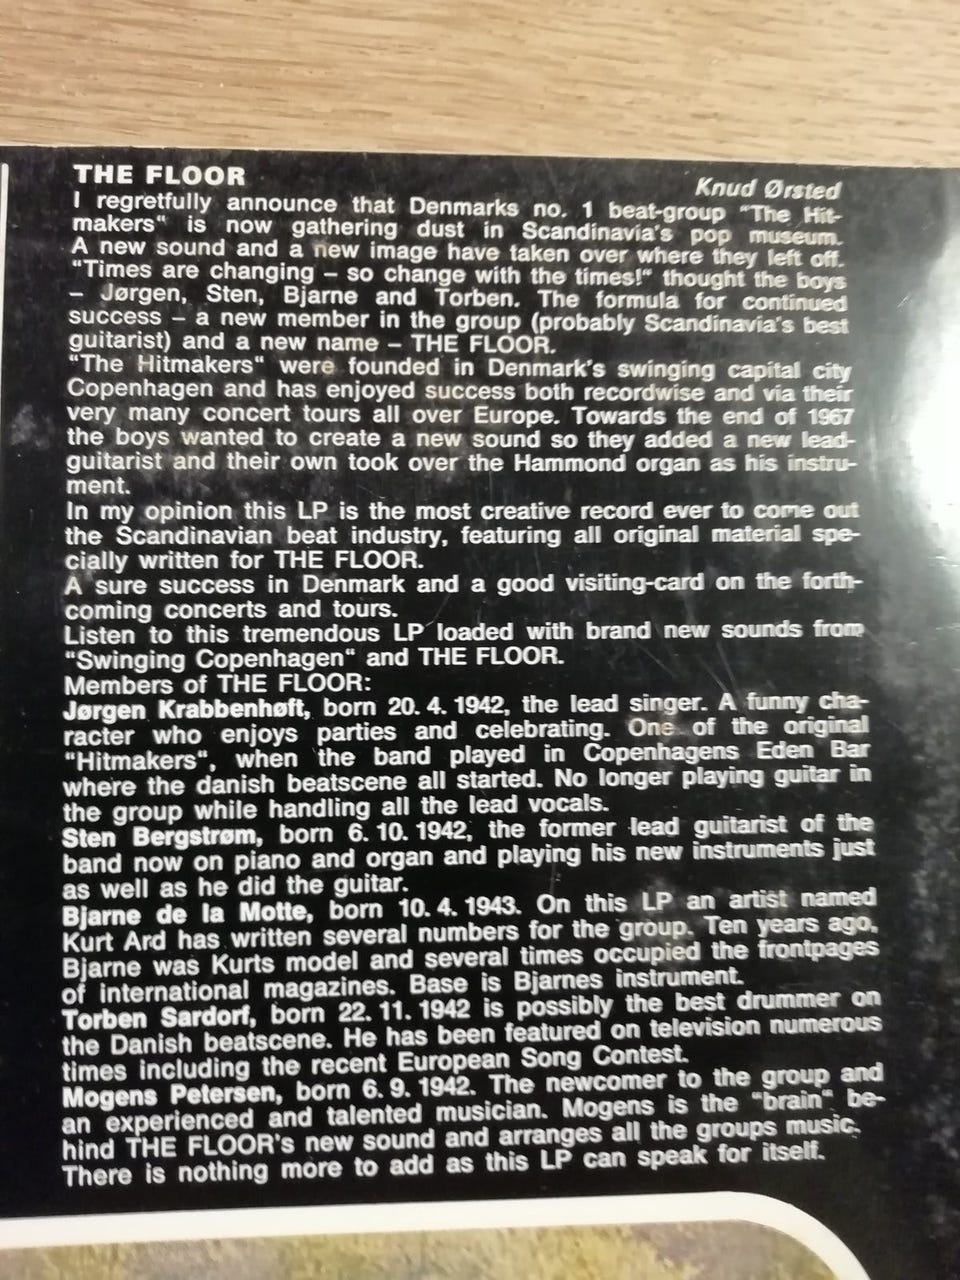 THE FLOOR
Knud Ørsted
I regretfully announce that Denmarks no. 1 beat-group "The Hit-
makers“ is now gathering dust in Scandinavia's pop museum.
A new sound and a new image have taken over where they left off.
"Times are changing – so change with the times!“ thought the boys
– Jørgen, Sten, Bjarne and Torben. The formula for continued
success – a new member in the group (probably Scandinavia's best
guitarist) and a new name – THE FLOOR.
"The Hitmakers“ were founded in Denmark's swinging capital city
Copenhagen and has enjoyed success both recordwise and via their
very many concert tours all over Europe. Towards the end of 1967
the boys wanted to create a new sound so they added a new lead-
guitarist and their own took over the Hammond organ as his instru-
ment.
In my opinion this LP is the most creative record ever to come out
the Scandinavian beat industry, featuring all original material spe-
cially written for THE FLOOR.
A sure success in Denmark and a good visiting-card on the forth-
coming concerts and tours.
Listen to this tremendous LP loaded with brand new sounds from
"Swinging Copenhagen“ and THE FLOOR.
Members of THE FLOOR:
Jørgen Krabbenhøft, born 20. 4. 1942, the lead singer. A funny cha-
racter who enjoys parties and celebrating. One of the original
"Hitmakers“, when the band played in Copenhagens Eden Bar
where the danish beatscene all started. No longer playing guitar in
the group while handling all the lead vocals.
Sten Bergstrøm, born 6. 10. 1942, the former lead guitarist of the
band now on piano and organ and playing his new instruments just
as well as he did the guitar.
Bjarne de la Motte, born 10. 4. 1943. On this LP an artist named
Kurt Ard has written several numbers for the group. Ten years ago,
Bjarne was Kurts model and several times occupied the frontpages
of international magazines. Base is Bjarnes instrument.
Torben Sardorf, born 22. 11. 1942 is possibly the best drummer on
the Danish beatscene. He has been featured on television numerous
times including the recent European Song Contest.
Mogens Petersen, born 6. 9. 1942. The newcomer to the group and
an experienced and talented musician. Mogens is the "brain“ be-
hind THE FLOOR's new sound and arranges all the groups music.
There is nothing more to add as this LP can speak for itself.